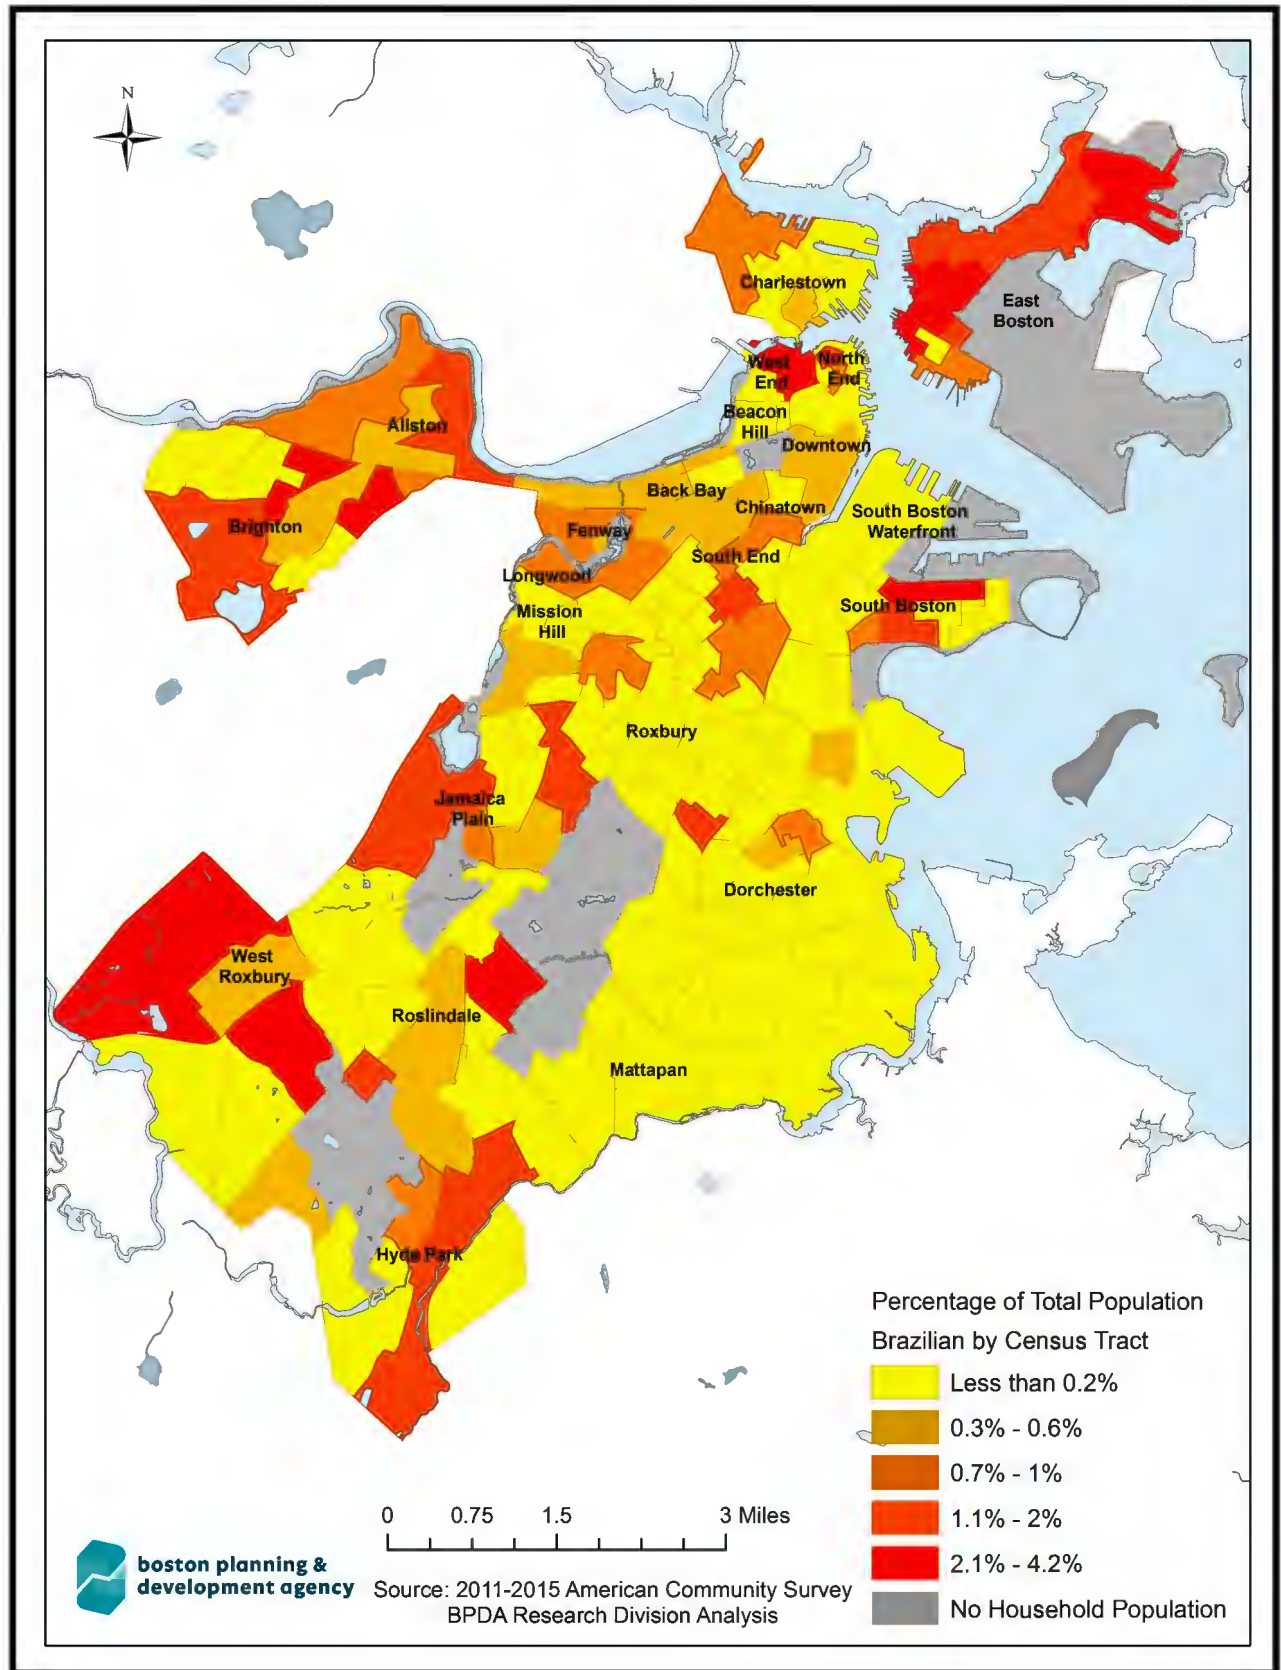 N
Charlestown
East
Boston
West
End
North
End
Beacon
Hill
Downtown
Allston
Back Bay
Chinatown
South Boston
Waterfront
Brighton
Fenway
South End
Longwood
South Boston
Mission
Hill
Roxbury
Jamaica
Plain
Dorchester
West
Roxbury
Roslindale
Mattapan
Hyde Park
Percentage of Total Population
Brazilian by Census Tract
Less than 0.2%
0.3% - 0.6%
0.7% - 1%
1.1% - 2%
2.1% - 4.2%
No Household Population
0 0.75 1.5 3 Miles
boston planning &
development agency
Source: 2011-2015 American Community Survey
BPDA Research Division Analysis